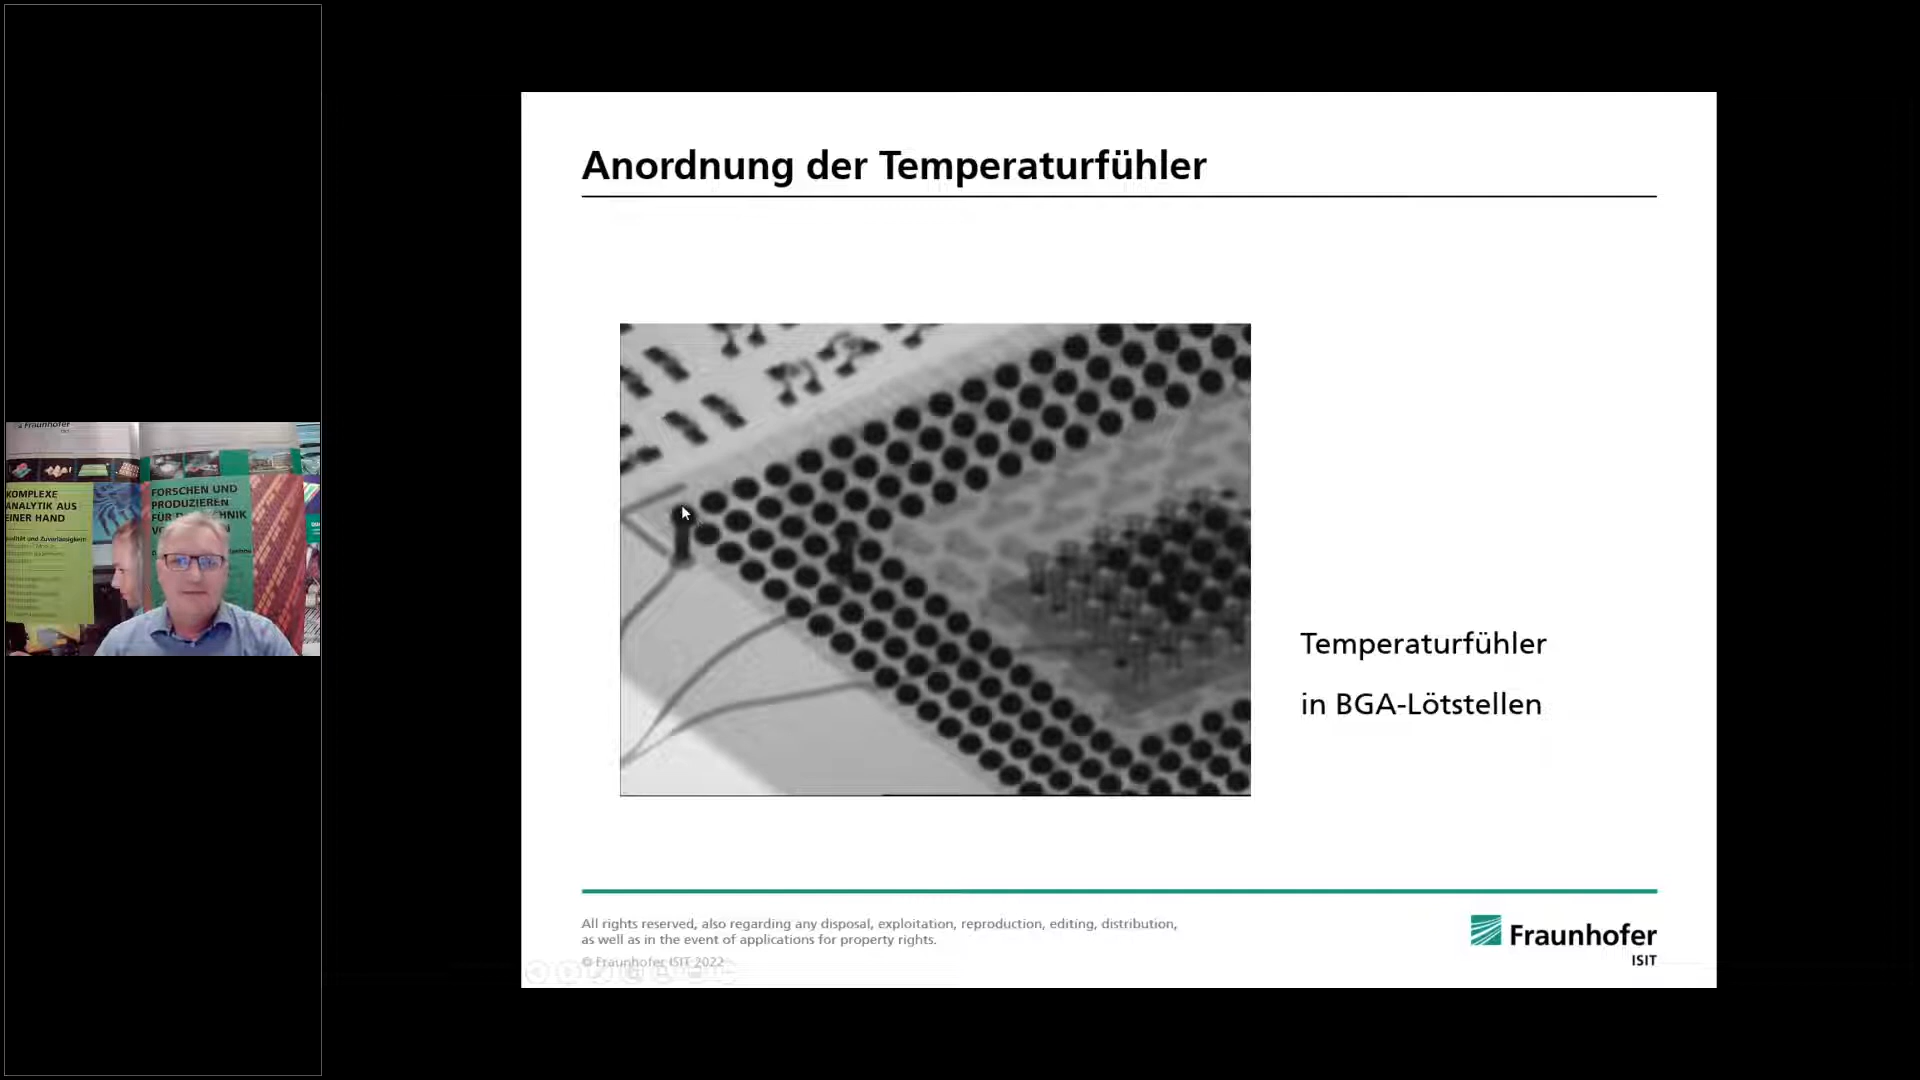 Fraunhofer
KOMPLEXE
ANALYTIK AUS
EINER HAND
FORSCHEN UND
PRODUZIEREN
Anordnung der Temperaturfühler
Temperaturfühler
in BGA-Lötstellen
All rights reserved, also regarding any disposal, exploitation, reproduction, editing, distribution,
as well as in the event of applications for property rights.
© Fraunhofer ISIT 2022
Fraunhofer
ISIT